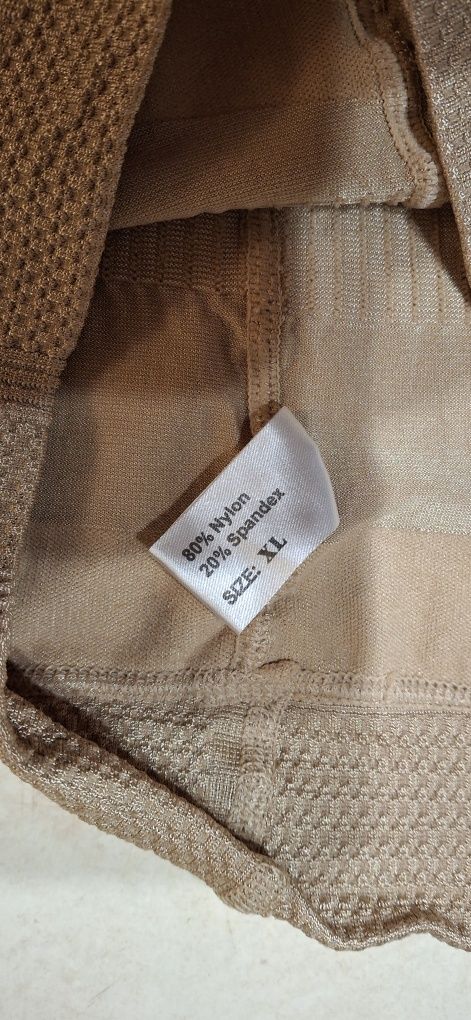 80% Nylon
20% Spandex
SIZE: XL